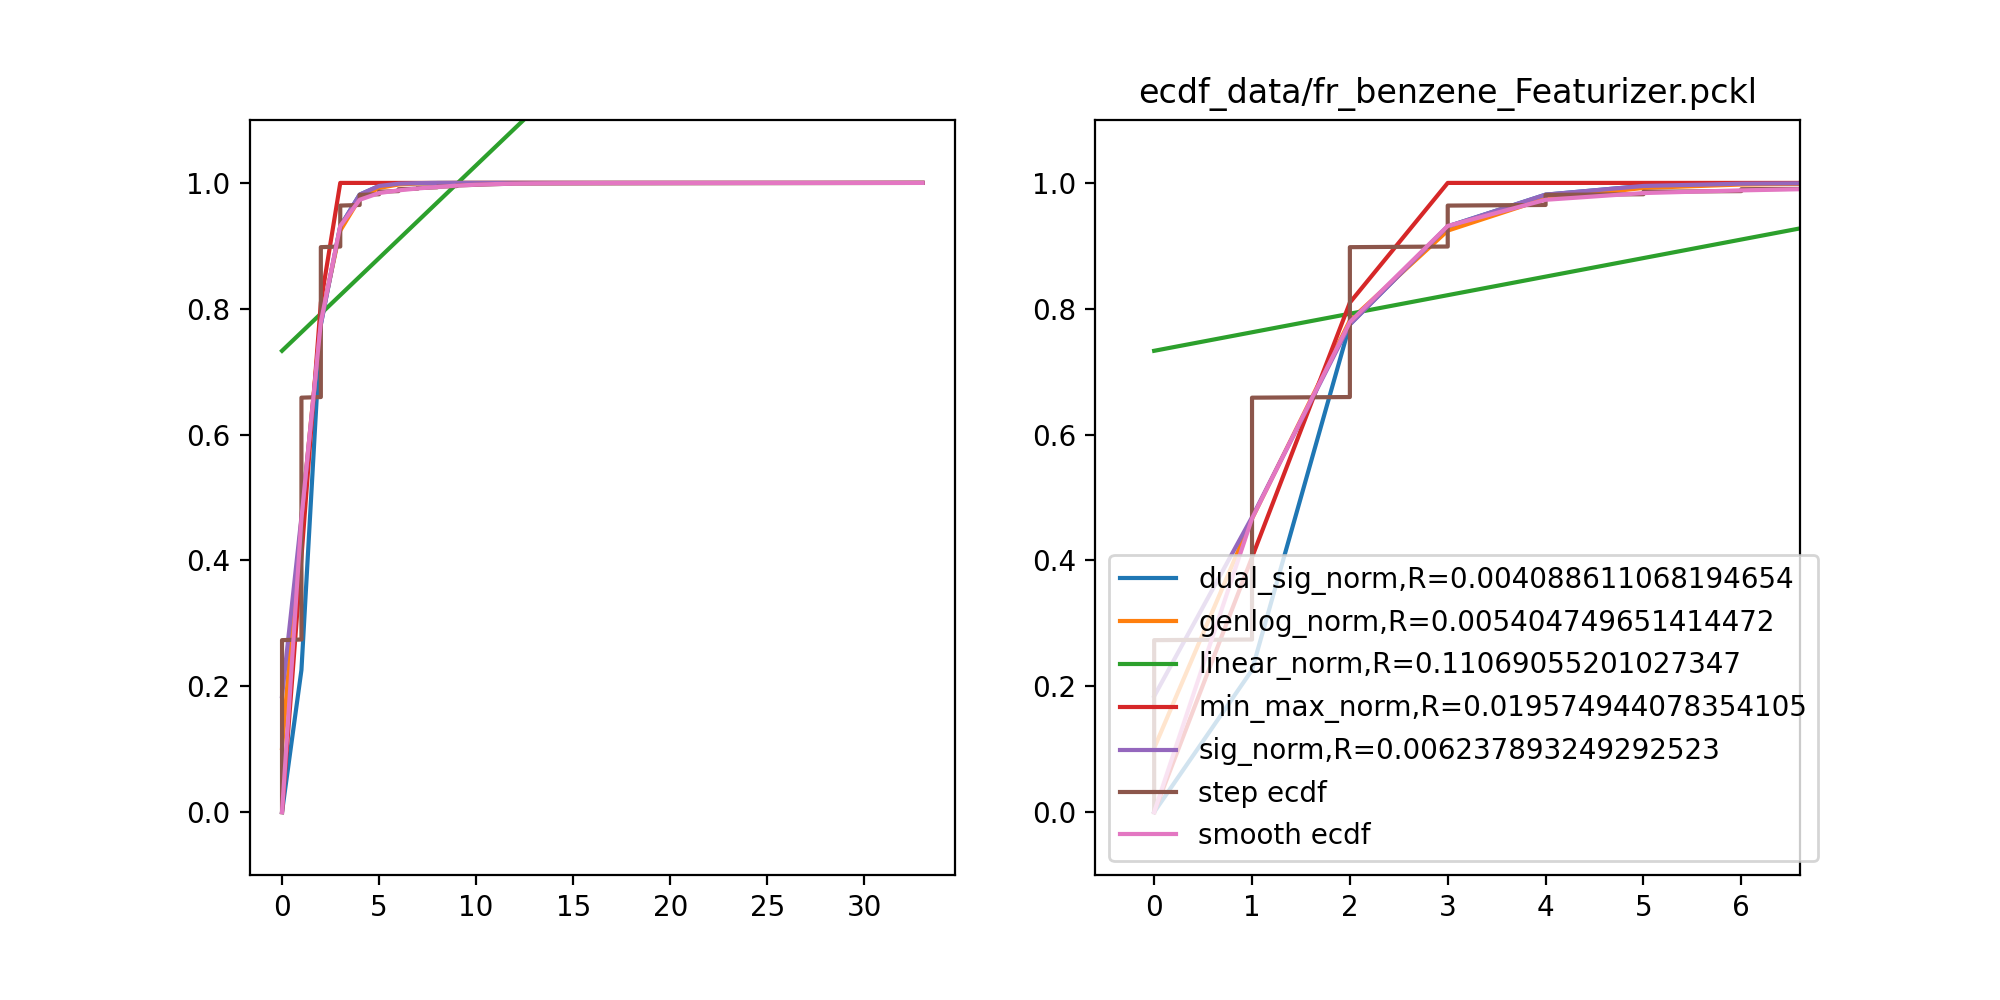 ecdf_data/fr_benzene_Featurizer.pckl
1.0
0.8
0.6
0.4
0.2
0.0
0 5 10 15 20 25 30
1.0
0.8
0.6
0.4
0.2
0.0
dual_sig_norm,R=0.004088611068194654
genlog_norm,R=0.005404749651414472
linear_norm,R=0.11069055201027347
min_max_norm,R=0.019574944078354105
sig_norm,R=0.006237893249292523
step ecdf
smooth ecdf
0 1 2 3 4 5 6